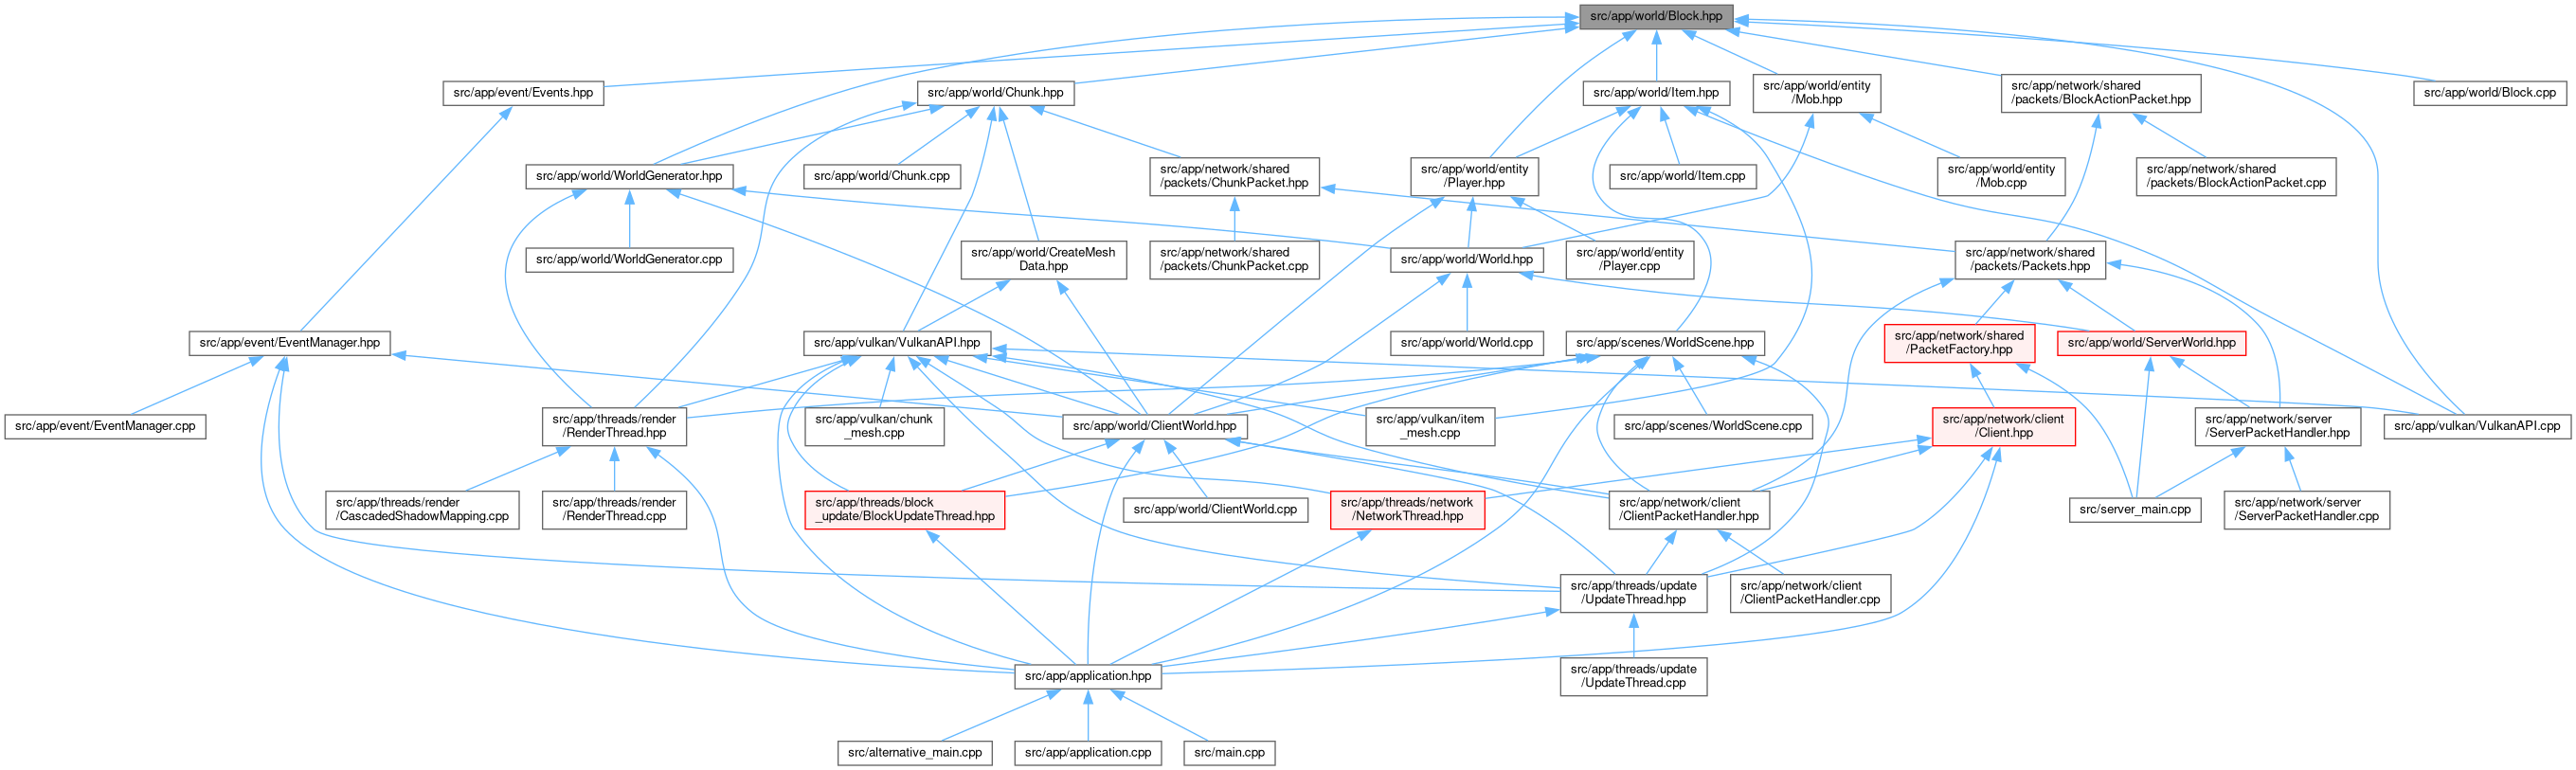 src/app/world/Block.hpp
src/app/event/Events.hpp
src/app/world/Chunk.hpp
src/app/world/Item.hpp
src/app/world/entity
/Mob.hpp
src/app/network/shared
/packets/BlockActionPacket.hpp
src/app/world/Block.cpp
src/app/world/WorldGenerator.hpp
src/app/world/Chunk.cpp
src/app/network/shared
/packets/ChunkPacket.hpp
src/app/world/entity
/Player.hpp
src/app/world/Item.cpp
src/app/world/entity
/Mob.cpp
src/app/network/shared
/packets/BlockActionPacket.cpp
src/app/world/WorldGenerator.cpp
src/app/world/CreateMesh
Data.hpp
src/app/network/shared
/packets/ChunkPacket.cpp
src/app/world/World.hpp
src/app/world/entity
/Player.cpp
src/app/network/shared
/packets/Packets.hpp
src/app/event/EventManager.hpp
src/app/vulkan/VulkanAPI.hpp
src/app/world/World.cpp
src/app/scenes/WorldScene.hpp
src/app/network/shared
/PacketFactory.hpp
src/app/world/ServerWorld.hpp
src/app/event/EventManager.cpp
src/app/threads/render
/RenderThread.hpp
src/app/vulkan/chunk
_mesh.cpp
src/app/world/ClientWorld.hpp
src/app/vulkan/item
_mesh.cpp
src/app/scenes/WorldScene.cpp
src/app/network/client
/Client.hpp
src/app/network/server
/ServerPacketHandler.hpp
src/app/vulkan/VulkanAPI.cpp
src/app/threads/render
/CascadedShadowMapping.cpp
src/app/threads/render
/RenderThread.cpp
src/app/threads/block
_update/BlockUpdateThread.hpp
src/app/world/ClientWorld.cpp
src/app/threads/network
/NetworkThread.hpp
src/app/network/client
/ClientPacketHandler.hpp
src/server_main.cpp
src/app/network/server
/ServerPacketHandler.cpp
src/app/threads/update
/UpdateThread.hpp
src/app/network/client
/ClientPacketHandler.cpp
src/app/application.hpp
src/app/threads/update
/UpdateThread.cpp
src/alternative_main.cpp
src/app/application.cpp
src/main.cpp